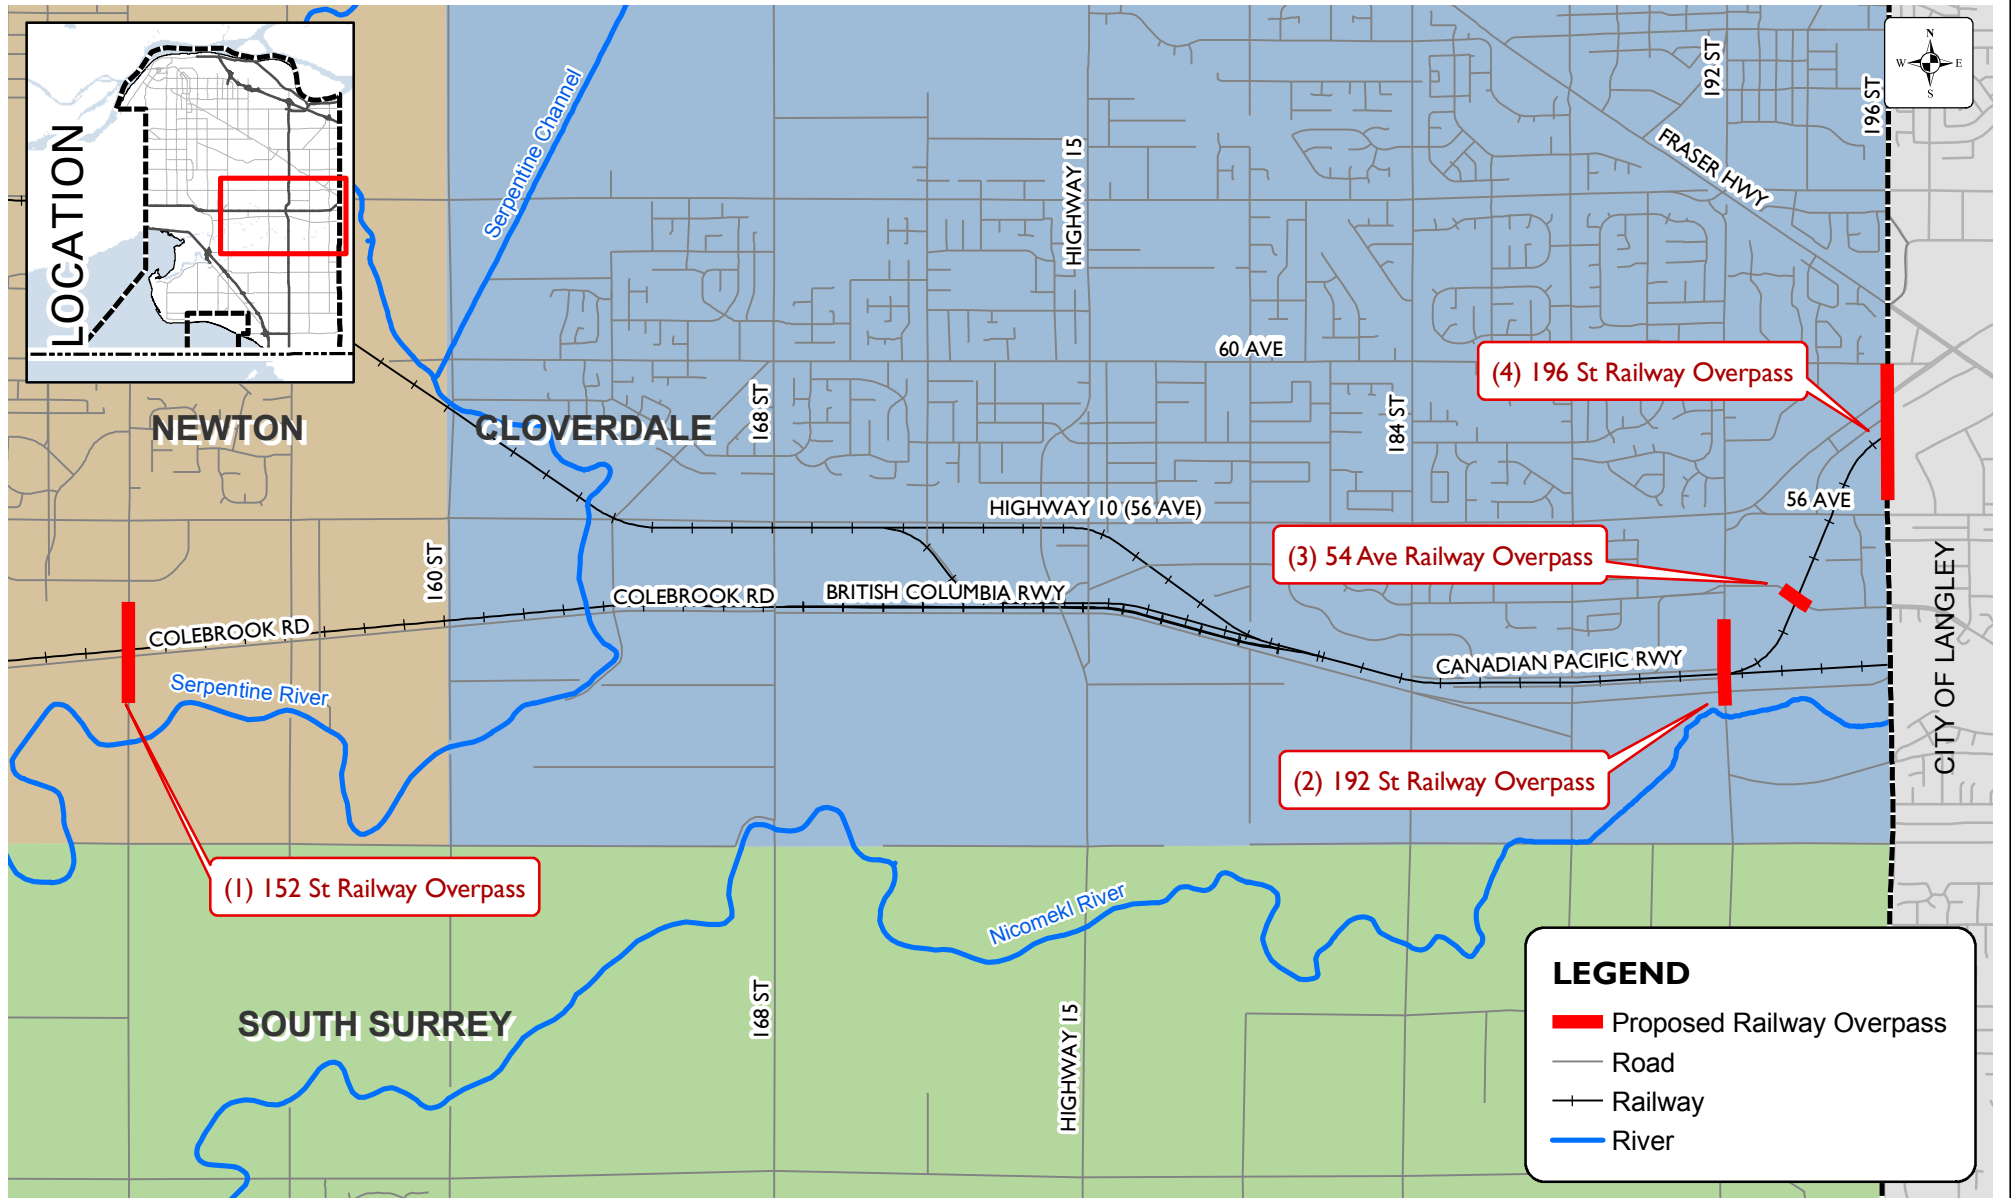 LOCATION
N
W
E
S
192 ST
196 ST
Serpentine Channel
HIGHWAY 15
FRASER HWY
60 AVE
(4) 196 St Railway Overpass
NEWTON
CLOVERDALE
168 ST
184 ST
HIGHWAY 10 (56 AVE)
56 AVE
(3) 54 Ave Railway Overpass
160 ST
COLEBROOK RD
BRITISH COLUMBIA RWY
COLEBROOK RD
CANADIAN PACIFIC RWY
CITY OF LANGLEY
Serpentine River
(2) 192 St Railway Overpass
(1) 152 St Railway Overpass
Nicomekl River
SOUTH SURREY
168 ST
HIGHWAY 15
LEGEND
Proposed Railway Overpass
Road
Railway
River